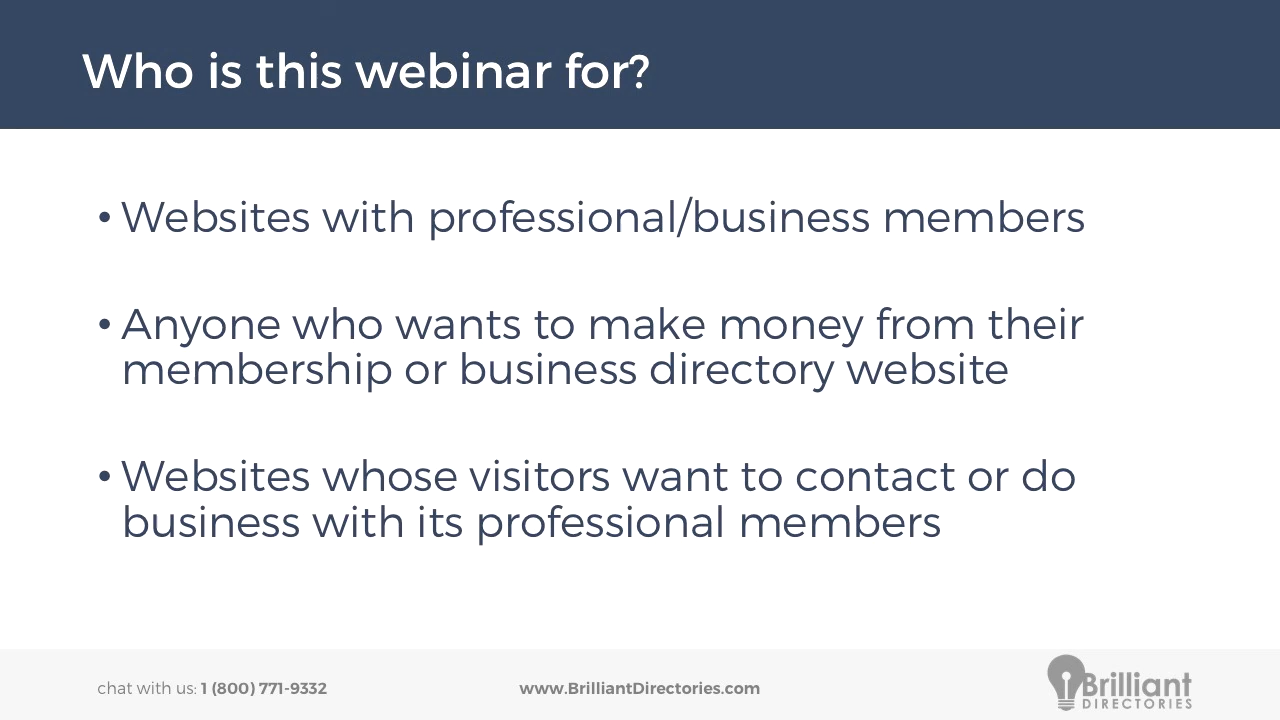 Who is this webinar for?
• Websites with professional/business members
• Anyone who wants to make money from their
membership or business directory website
• Websites whose visitors want to contact or do
business with its professional members
chat with us: 1 (800) 771-9332
www.BrilliantDirectories.com
Brilliant
DIRECTORIES